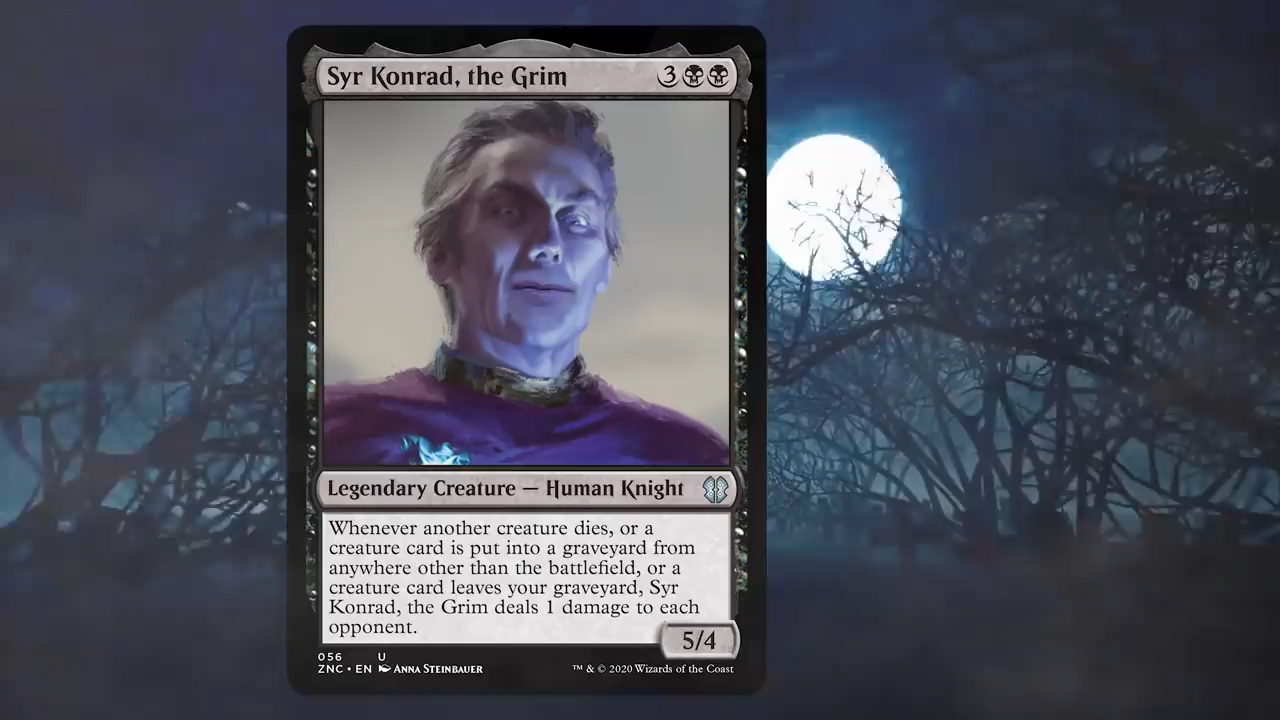 Syr Konrad, the Grim 3
Legendary Creature — Human Knight
Whenever another creature dies, or a
creature card is put into a graveyard from
anywhere other than the battlefield, or a
creature card leaves your graveyard, Syr
Konrad, the Grim deals 1 damage to each
opponent.
5/4
056 U
ZNC • EN Anna Steinbauer ™ & © 2020 Wizards of the Coast